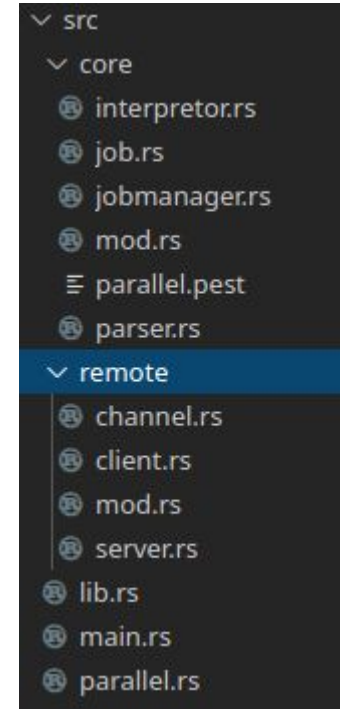 src
core
interpretor.rs
job.rs
jobmanager.rs
mod.rs
parallel.pest
parser.rs
remote
channel.rs
client.rs
mod.rs
server.rs
lib.rs
main.rs
parallel.rs